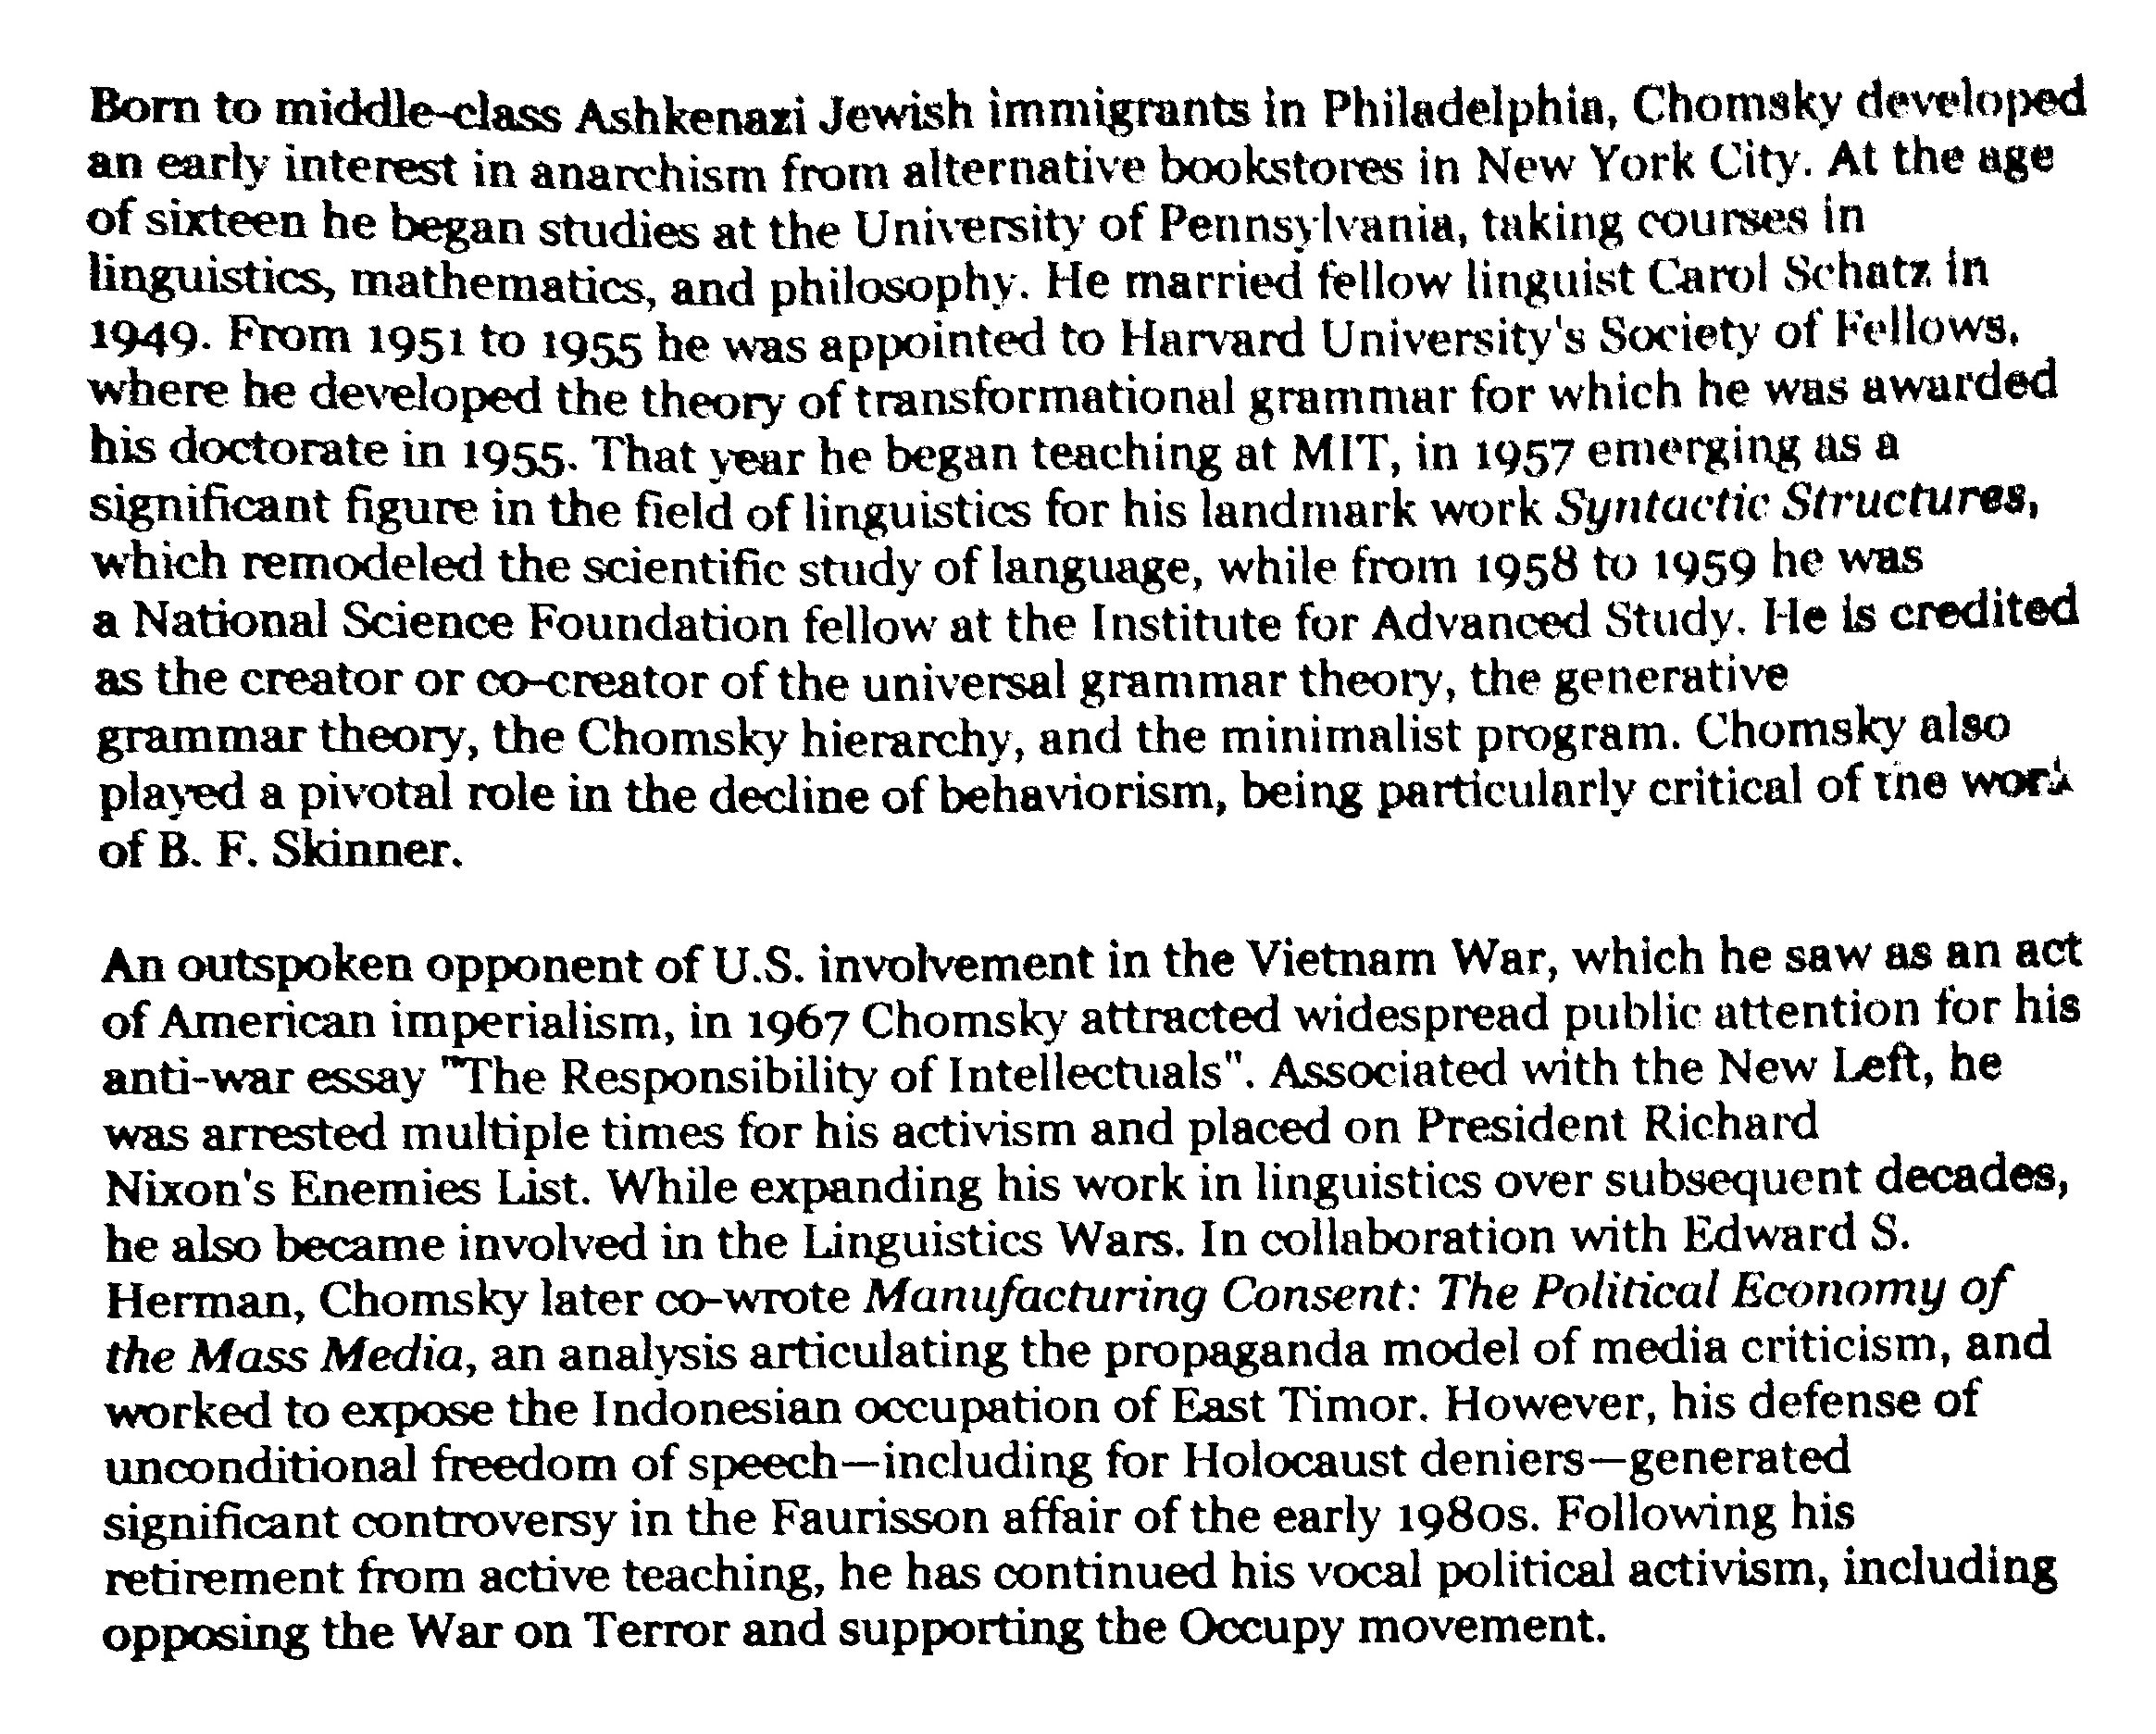 Born to middle-class Ashkenazi Jewish immigrants in Philadelphia, Chomsky developed
an early interest in anarchism from alternative bookstores in New York City. At the age
of sixteen he began studies at the University of Pennsylvania, taking courses in
linguistics, mathematics, and philosophy. He married fellow linguist Carol Schatz in
1949. From 1951 to 1955 he was appointed to Harvard University's Society of Fellows,
where he developed the theory of transformational grammar for which he was awarded
his doctorate in 1955. That year he began teaching at MIT, in 1957 emerging as a
significant figure in the field of linguistics for his landmark work Syntactic Structures,
which remodeled the scientific study of language, while from 1958 to 1959 he was
a National Science Foundation fellow at the Institute for Advanced Study. He is credited
as the creator or co-creator of the universal grammar theory, the generative
grammar theory, the Chomsky hierarchy, and the minimalist program. Chomsky also
played a pivotal role in the decline of behaviorism, being particularly critical of the work
of B. F. Skinner.

An outspoken opponent of U.S. involvement in the Vietnam War, which he saw as an act
of American imperialism, in 1967 Chomsky attracted widespread public attention for his
anti-war essay "The Responsibility of Intellectuals". Associated with the New Left, he
was arrested multiple times for his activism and placed on President Richard
Nixon's Enemies List. While expanding his work in linguistics over subsequent decades,
he also became involved in the Linguistics Wars. In collaboration with Edward S.
Herman, Chomsky later co-wrote Manufacturing Consent: The Political Economy of
the Mass Media, an analysis articulating the propaganda model of media criticism, and
worked to expose the Indonesian occupation of East Timor. However, his defense of
unconditional freedom of speech—including for Holocaust deniers—generated
significant controversy in the Faurisson affair of the early 1980s. Following his
retirement from active teaching, he has continued his vocal political activism, including
opposing the War on Terror and supporting the Occupy movement.